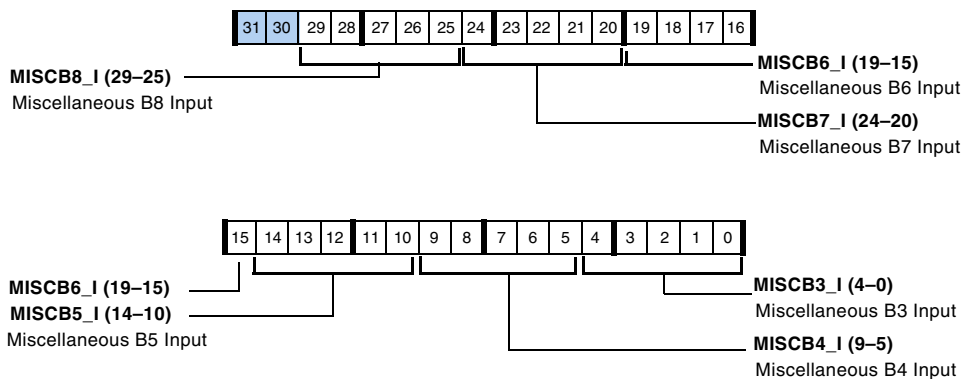 31 30 29 28 27 26 25 24 23 22 21 20 19 18 17 16
MISCB8_I (29–25)
Miscellaneous B8 Input
MISCB6_I (19–15)
Miscellaneous B6 Input
MISCB7_I (24–20)
Miscellaneous B7 Input
15 14 13 12 11 10 9 8 7 6 5 4 3 2 1 0
MISCB6_I (19–15)
MISCB5_I (14–10)
Miscellaneous B5 Input
MISCB3_I (4–0)
Miscellaneous B3 Input
MISCB4_I (9–5)
Miscellaneous B4 Input